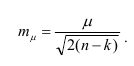 m_μ = μ / √(2(n−k)) .